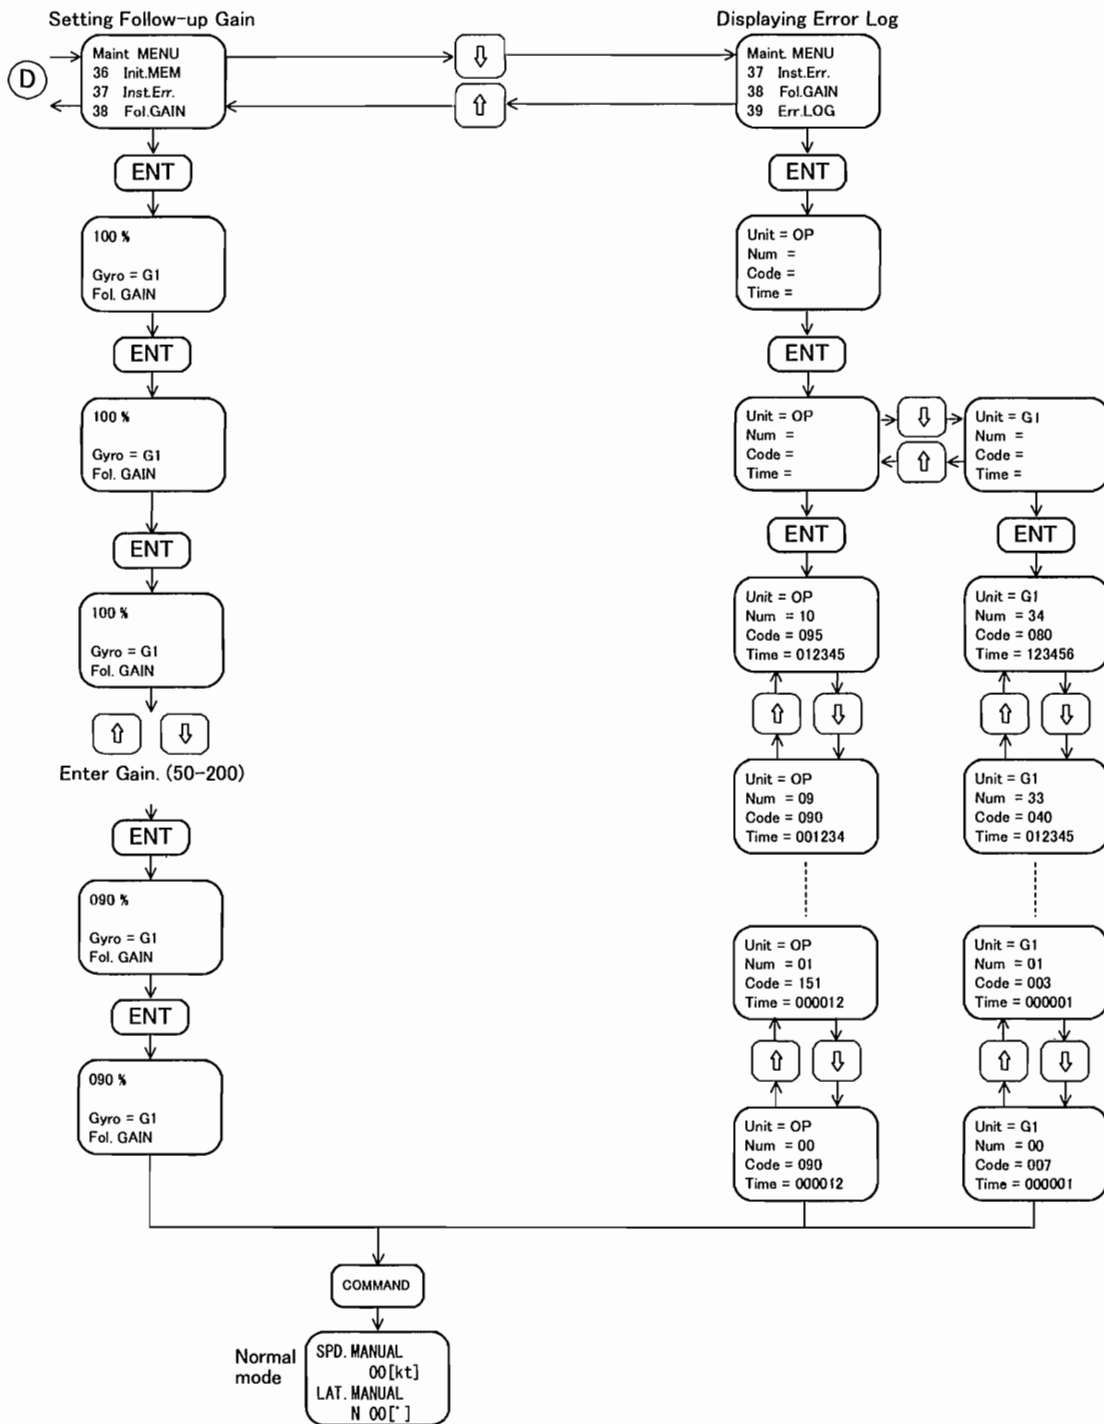 Setting Follow-up Gain
D
Maint MENU
36 Init.MEM
37 Inst.Err.
38 Fol.GAIN
ENT
100 %
Gyro = G1
Fol. GAIN
ENT
100 %
Gyro = G1
Fol. GAIN
ENT
100 %
Gyro = G1
Fol. GAIN
Enter Gain. (50-200)
ENT
090 %
Gyro = G1
Fol. GAIN
ENT
090 %
Gyro = G1
Fol. GAIN
Displaying Error Log
Maint. MENU
37 Inst.Err.
38 Fol.GAIN
39 Err.LOG
ENT
Unit = OP
Num =
Code =
Time =
ENT
Unit = OP
Num =
Code =
Time =
ENT
Unit = OP
Num = 10
Code = 095
Time = 012345
Unit = OP
Num = 09
Code = 090
Time = 001234
Unit = OP
Num = 01
Code = 151
Time = 000012
Unit = OP
Num = 00
Code = 090
Time = 000012
Unit = G1
Num =
Code =
Time =
ENT
Unit = G1
Num = 34
Code = 080
Time = 123456
Unit = G1
Num = 33
Code = 040
Time = 012345
Unit = G1
Num = 01
Code = 003
Time = 000001
Unit = G1
Num = 00
Code = 007
Time = 000001
COMMAND
Normal
mode
SPD. MANUAL
00[kt]
LAT. MANUAL
N 00[°]